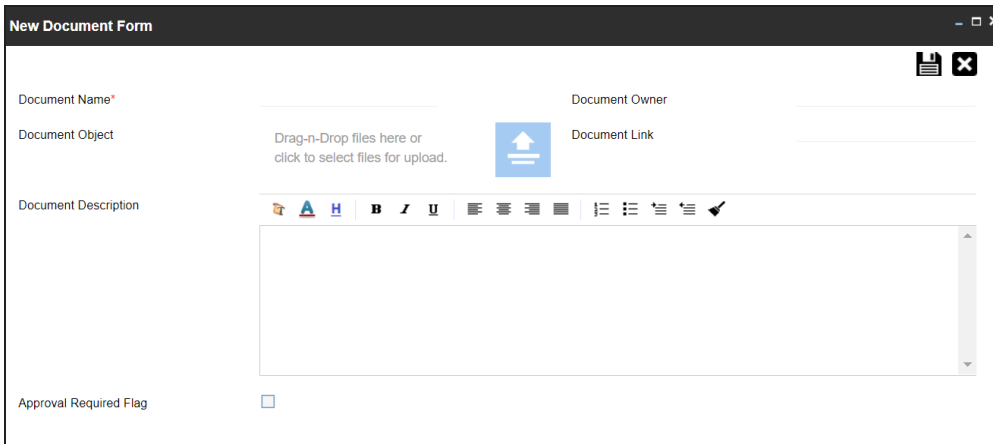 New Document Form
Document Name*
Document Owner
Document Object
Drag-n-Drop files here or
click to select files for upload.
Document Link
Document Description
A H B I U
Approval Required Flag